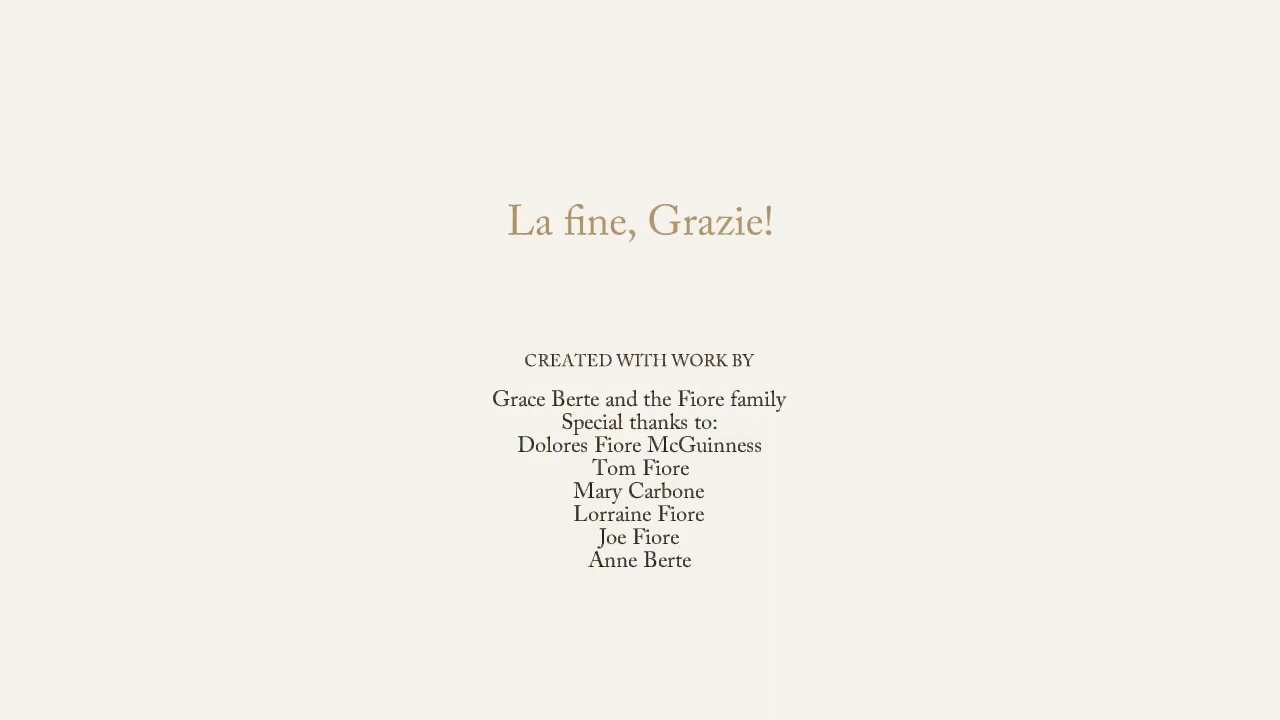 La fine, Grazie!
CREATED WITH WORK BY
Grace Berte and the Fiore family
Special thanks to:
Dolores Fiore McGuinness
Tom Fiore
Mary Carbone
Lorraine Fiore
Joe Fiore
Anne Berte